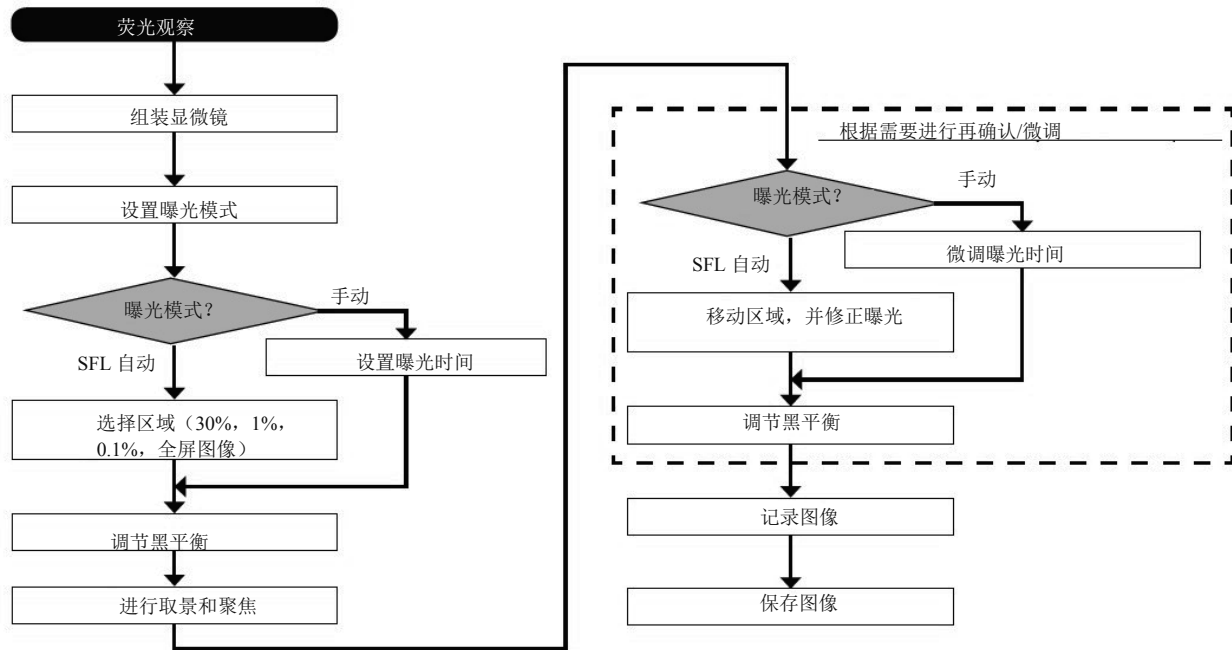 荧光观察
组装显微镜
设置曝光模式
曝光模式？
手动
SFL 自动
设置曝光时间
选择区域（30%，1%，
0.1%，全屏图像）
调节黑平衡
进行取景和聚焦
根据需要进行再确认/微调
曝光模式？
手动
SFL 自动
微调曝光时间
移动区域，并修正曝光
调节黑平衡
记录图像
保存图像